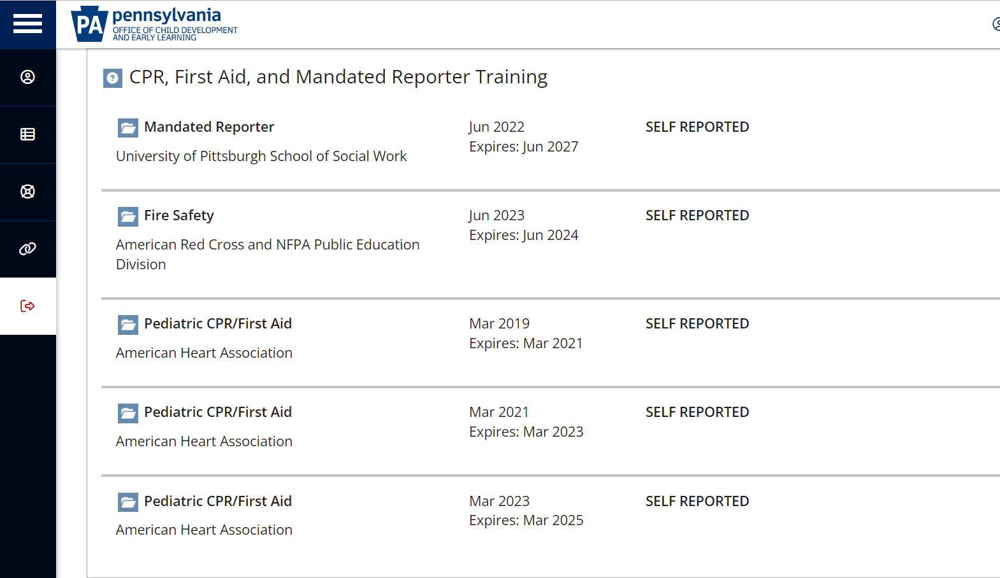 PA pennsylvania
OFFICE OF CHILD DEVELOPMENT
AND EARLY LEARNING
? CPR, First Aid, and Mandated Reporter Training
Mandated Reporter
Jun 2022
SELF REPORTED
Expires: Jun 2027
University of Pittsburgh School of Social Work
Fire Safety
Jun 2023
SELF REPORTED
Expires: Jun 2024
American Red Cross and NFPA Public Education
Division
Pediatric CPR/First Aid
Mar 2019
SELF REPORTED
Expires: Mar 2021
American Heart Association
Pediatric CPR/First Aid
Mar 2021
SELF REPORTED
Expires: Mar 2023
American Heart Association
Pediatric CPR/First Aid
Mar 2023
SELF REPORTED
Expires: Mar 2025
American Heart Association